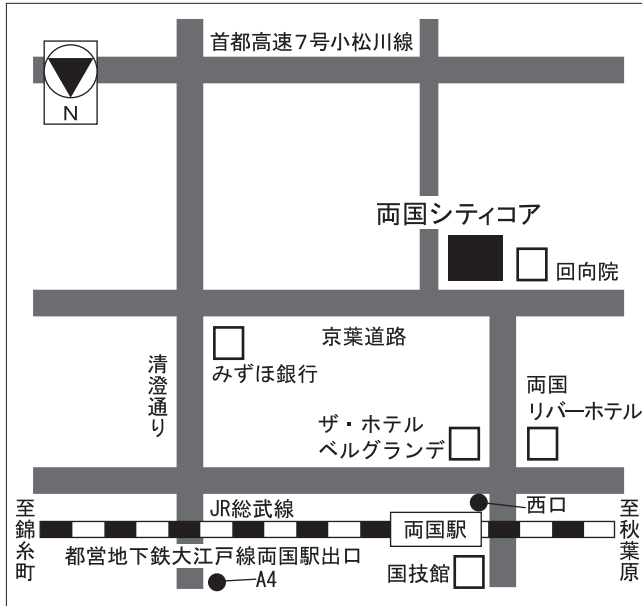 首都高速7号小松川線
N
両国シティコア
回向院
京葉道路
清澄通り
みずほ銀行
両国
リバーホテル
ザ・ホテル
ベルグランデ
西口
至錦糸町
JR総武線
両国駅
至秋葉原
都営地下鉄大江戸線両国駅出口
A4
国技館